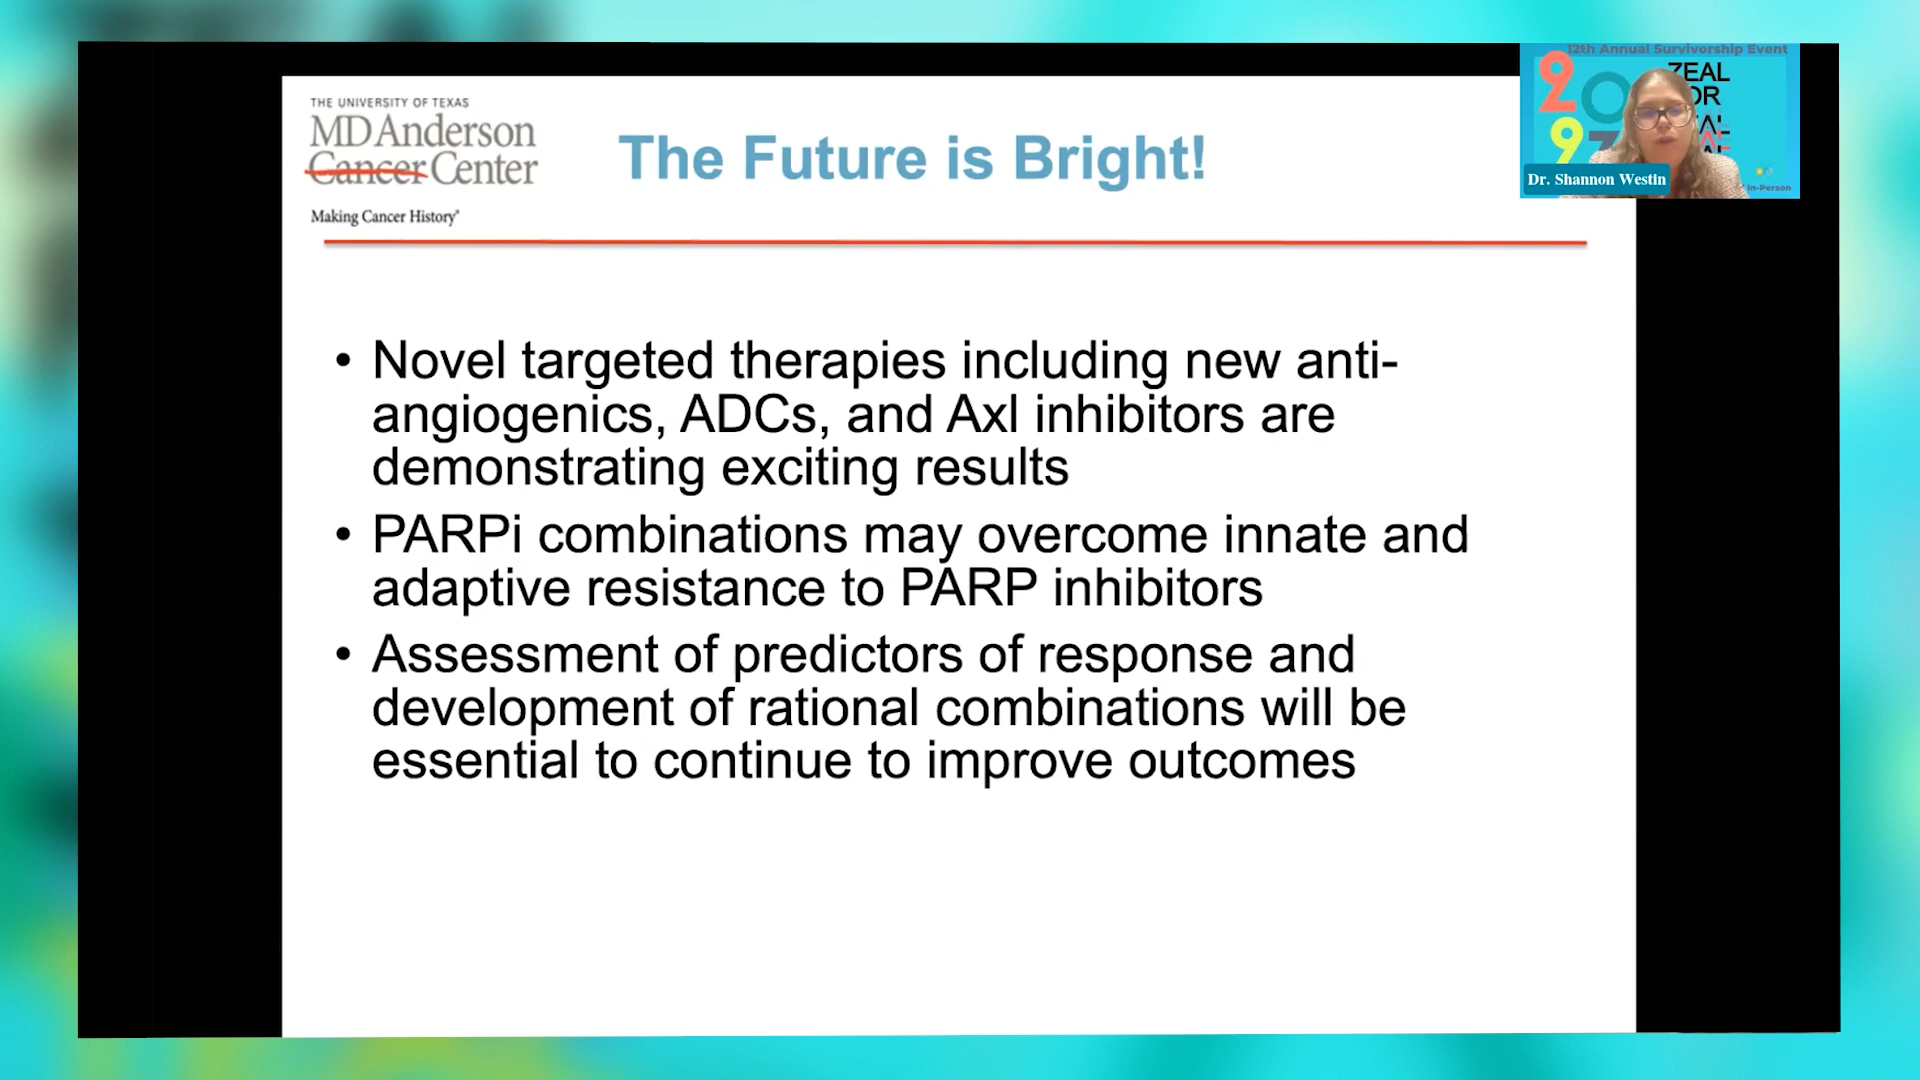 12th Annual Survivorship Event
ZEAL
THE UNIVERSITY OF TEXAS
MD Anderson
Cancer Center
Making Cancer History®
The Future is Bright!
Dr. Shannon Westin
In-Person
• Novel targeted therapies including new anti-
angiogenics, ADCs, and Axl inhibitors are
demonstrating exciting results
• PARPi combinations may overcome innate and
adaptive resistance to PARP inhibitors
• Assessment of predictors of response and
development of rational combinations will be
essential to continue to improve outcomes